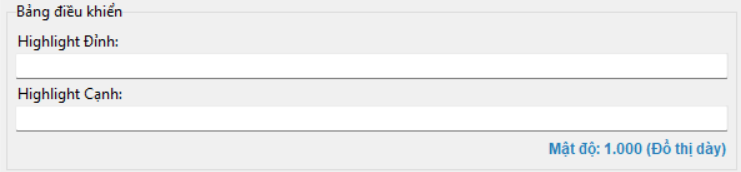 Bảng điều khiển
Highlight Đỉnh:
Highlight Cạnh:
Mật độ: 1.000 (Đồ thị dày)